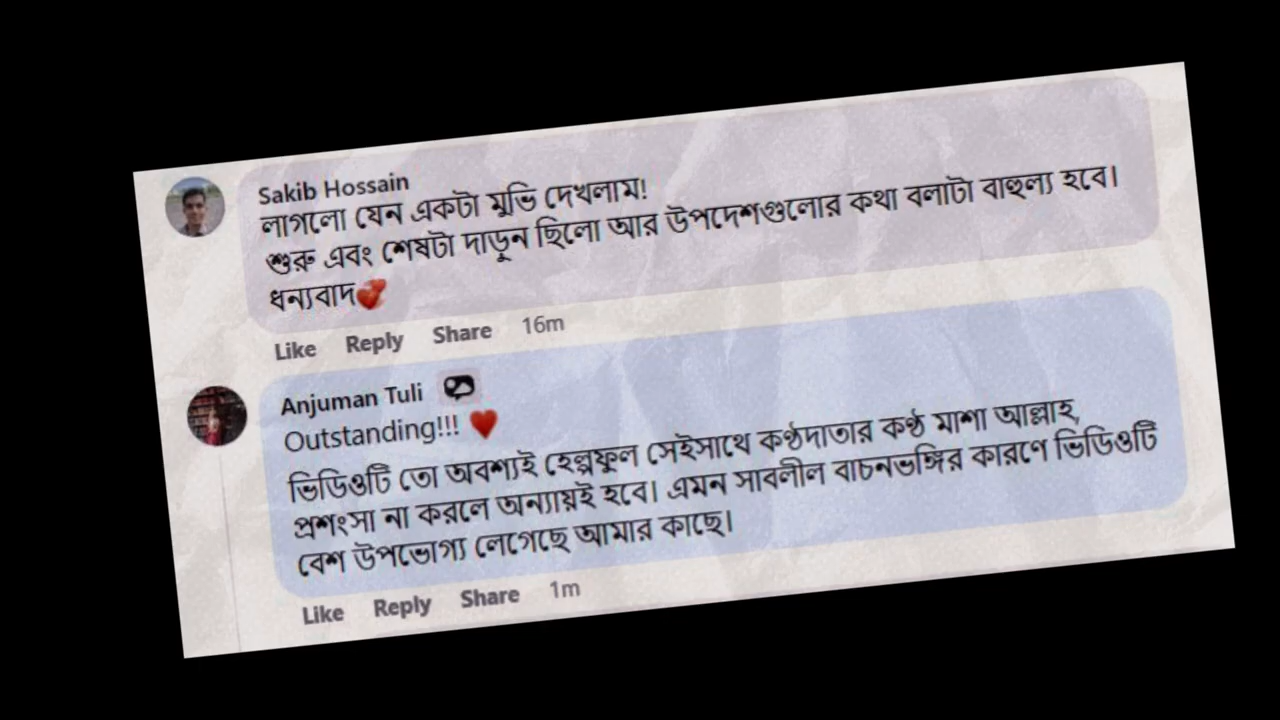 Sakib Hossain
লাগলো যেন একটা মুভি দেখলাম!
শুরু এবং শেষটা দাড়ুন ছিলো আর উপদেশগুলোর কথা বলাটা বাহুল্য হবে।
ধন্যবাদ💞
Like Reply Share 16m
Anjuman Tuli
Outstanding!!! ❤️
ভিডিওটি তো অবশ্যই হেল্পফুল সেইসাথে কণ্ঠদাতার কণ্ঠ মাশা আল্লাহ,
প্রশংসা না করলে অন্যায়ই হবে। এমন সাবলীল বাচনভঙ্গির কারণে ভিডিওটি
বেশ উপভোগ্য লেগেছে আমার কাছে।
Like Reply Share 1m